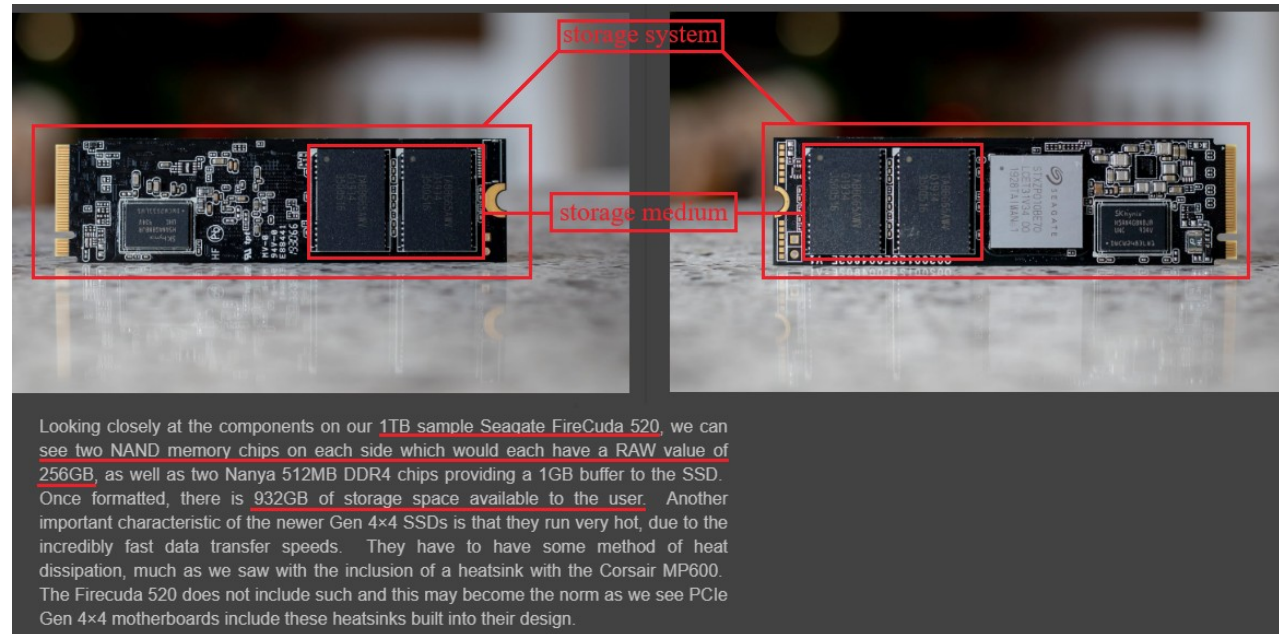 storage system
storage medium
SK hynix
HF
94V-0
SEAGATE
SK hynix
Looking closely at the components on our 1TB sample Seagate FireCuda 520, we can
see two NAND memory chips on each side which would each have a RAW value of
256GB, as well as two Nanya 512MB DDR4 chips providing a 1GB buffer to the SSD.
Once formatted, there is 932GB of storage space available to the user. Another
important characteristic of the newer Gen 4×4 SSDs is that they run very hot, due to the
incredibly fast data transfer speeds. They have to have some method of heat
dissipation, much as we saw with the inclusion of a heatsink with the Corsair MP600.
The Firecuda 520 does not include such and this may become the norm as we see PCIe
Gen 4×4 motherboards include these heatsinks built into their design.